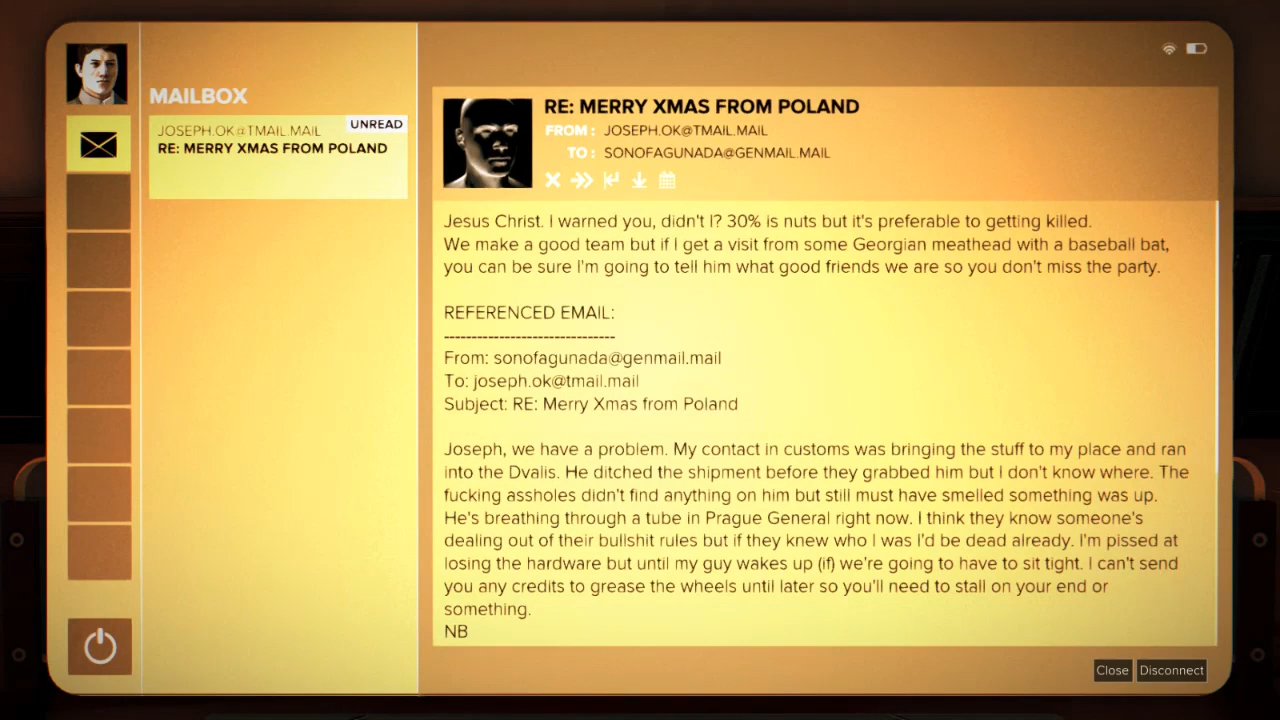 MAILBOX
JOSEPH.OK@TMAIL.MAIL
UNREAD
RE: MERRY XMAS FROM POLAND
RE: MERRY XMAS FROM POLAND
FROM: JOSEPH.OK@TMAIL.MAIL
TO: SONOFAGUNADA@GENMAIL.MAIL
Jesus Christ. I warned you, didn't I? 30% is nuts but it's preferable to getting killed.
We make a good team but if I get a visit from some Georgian meathead with a baseball bat,
you can be sure I'm going to tell him what good friends we are so you don't miss the party.
REFERENCED EMAIL:
-------------------------------
From: sonofagunada@genmail.mail
To: joseph.ok@tmail.mail
Subject: RE: Merry Xmas from Poland
Joseph, we have a problem. My contact in customs was bringing the stuff to my place and ran
into the Dvalis. He ditched the shipment before they grabbed him but I don't know where. The
fucking assholes didn't find anything on him but still must have smelled something was up.
He's breathing through a tube in Prague General right now. I think they know someone's
dealing out of their bullshit rules but if they knew who I was I'd be dead already. I'm pissed at
losing the hardware but until my guy wakes up (if) we're going to have to sit tight. I can't send
you any credits to grease the wheels until later so you'll need to stall on your end or
something.
NB
Close
Disconnect